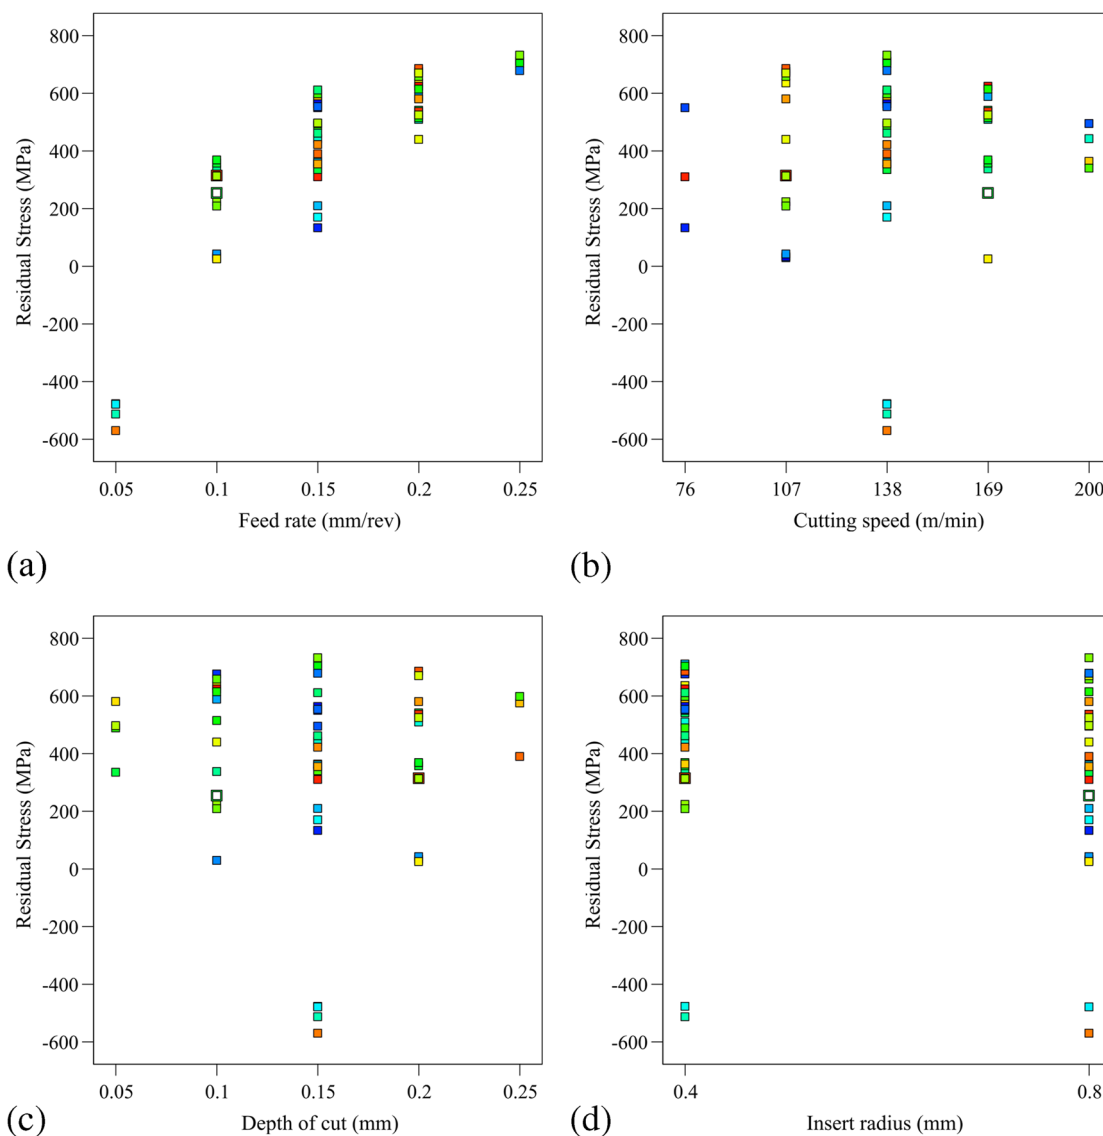 800
600
400
200
0
-200
-400
-600
Residual Stress (MPa)
0.05 0.1 0.15 0.2 0.25
Feed rate (mm/rev)
(a)
800
600
400
200
0
-200
-400
-600
Residual Stress (MPa)
76 107 138 169 200
Cutting speed (m/min)
(b)
800
600
400
200
0
-200
-400
-600
Residual Stress (MPa)
0.05 0.1 0.15 0.2 0.25
Depth of cut (mm)
(c)
800
600
400
200
0
-200
-400
-600
Residual Stress (MPa)
0.4 0.8
Insert radius (mm)
(d)